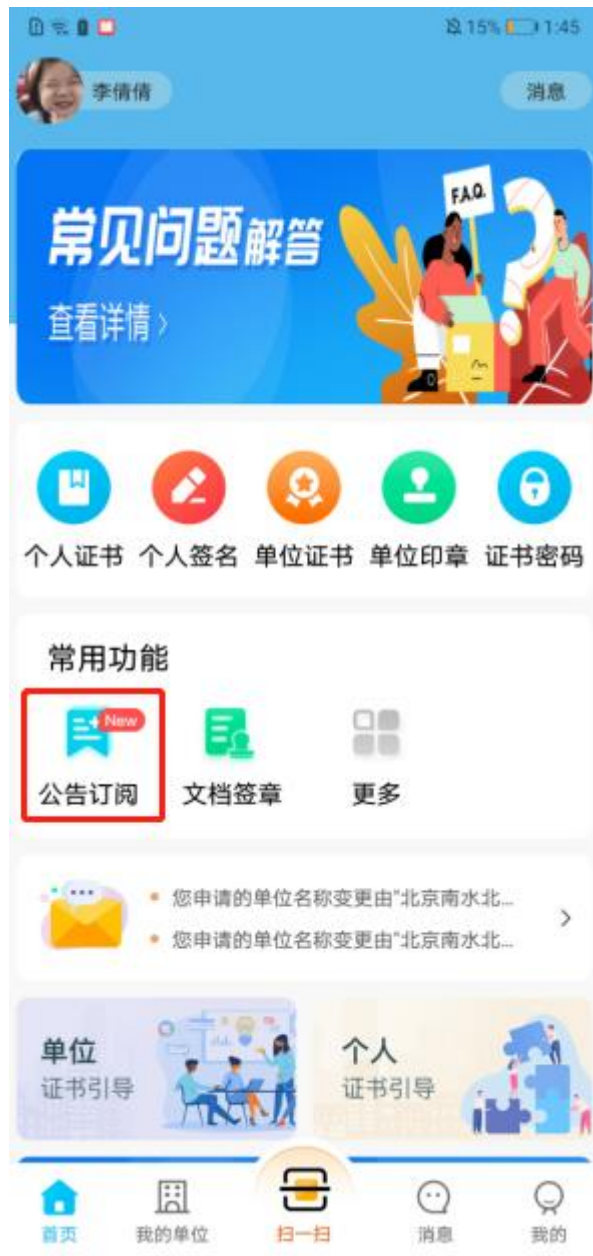 15% 1:45
李倩倩 消息
常见问题解答
F.A.Q.
查看详情 >
个人证书 个人签名 单位证书 单位印章 证书密码
常用功能
New
公告订阅 文档签章 更多
您申请的单位名称变更由"北京南水北...
您申请的单位名称变更由"北京南水北...
单位 个人
证书引导 证书引导
首页 我的单位 扫一扫 消息 我的